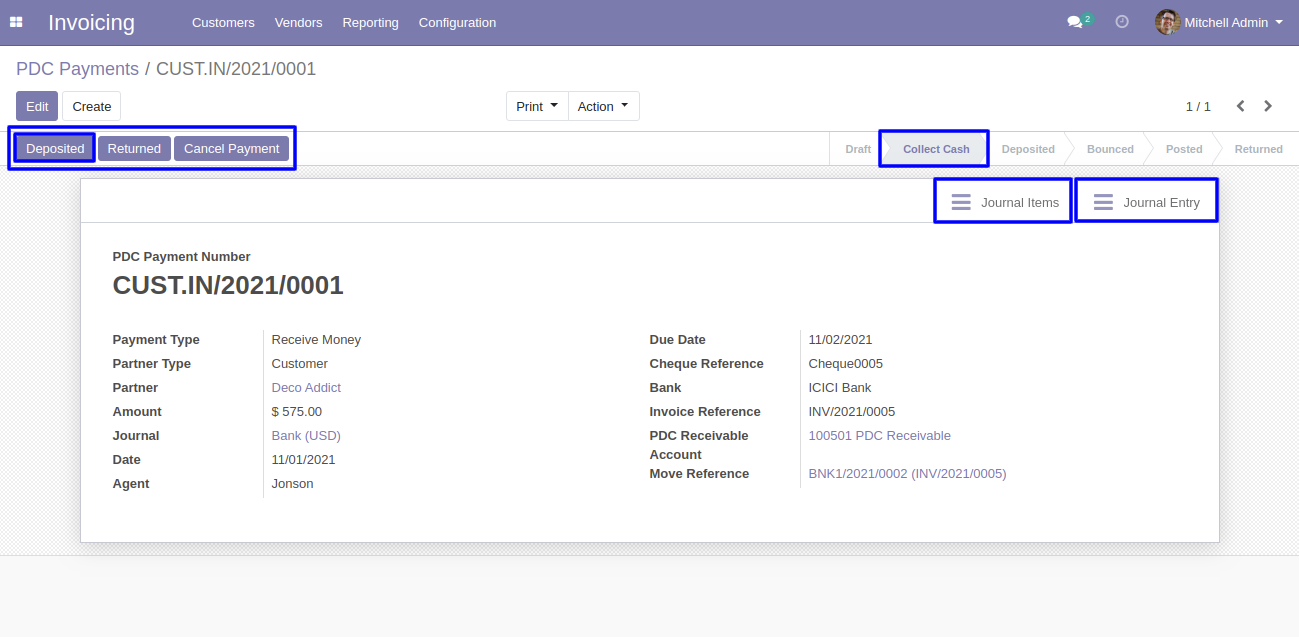 Invoicing Customers Vendors Reporting Configuration 2 Mitchell Admin
PDC Payments / CUST.IN/2021/0001
Edit Create Print Action 1 / 1
Deposited Returned Cancel Payment Draft Collect Cash Deposited Bounced Posted Returned
Journal Items Journal Entry
PDC Payment Number
CUST.IN/2021/0001
Payment Type Receive Money
Partner Type Customer
Partner Deco Addict
Amount $ 575.00
Journal Bank (USD)
Date 11/01/2021
Agent Jonson
Due Date 11/02/2021
Cheque Reference Cheque0005
Bank ICICI Bank
Invoice Reference INV/2021/0005
PDC Receivable 100501 PDC Receivable
Account
Move Reference BNK1/2021/0002 (INV/2021/0005)